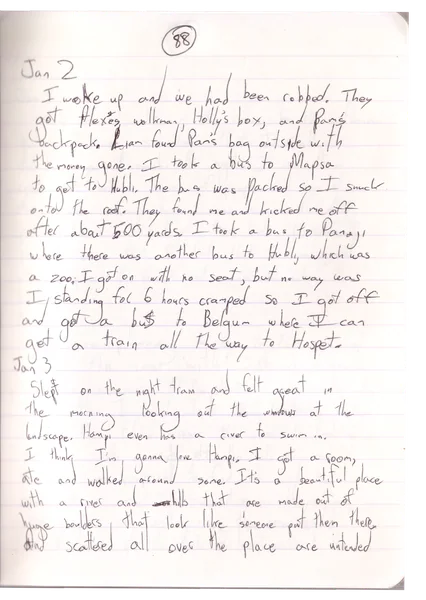 88
Jan 2
I woke up and we had been robbed. They
got Alex's walkman, Holly's box, and Pam's
backpack. Lian found Pam's bag outside with
the money gone. I took a bus to Mapsa
to get to Hubli. The bus was packed so I snuck
onto the roof. They found me and kicked me off
after about 500 yards. I took a bus to Panaji
where there was another bus to Hubli, which was
a zoo. I got on with no seat, but no way was
I standing for 6 hours cramped so I got off
and got a bus to Belgum where I can
get a train all the way to Hospet.
Jan 3
Slept on the night train and felt great in
the morning looking out the windows at the
landscape. Hampi even has a river to swim in.
I think I'm gonna love Hampi. I got a room,
ate and walked around some. It's a beautiful place
with a river and hills that are made out of
huge boulders that look like someone put them there
and scattered all over the place are untended